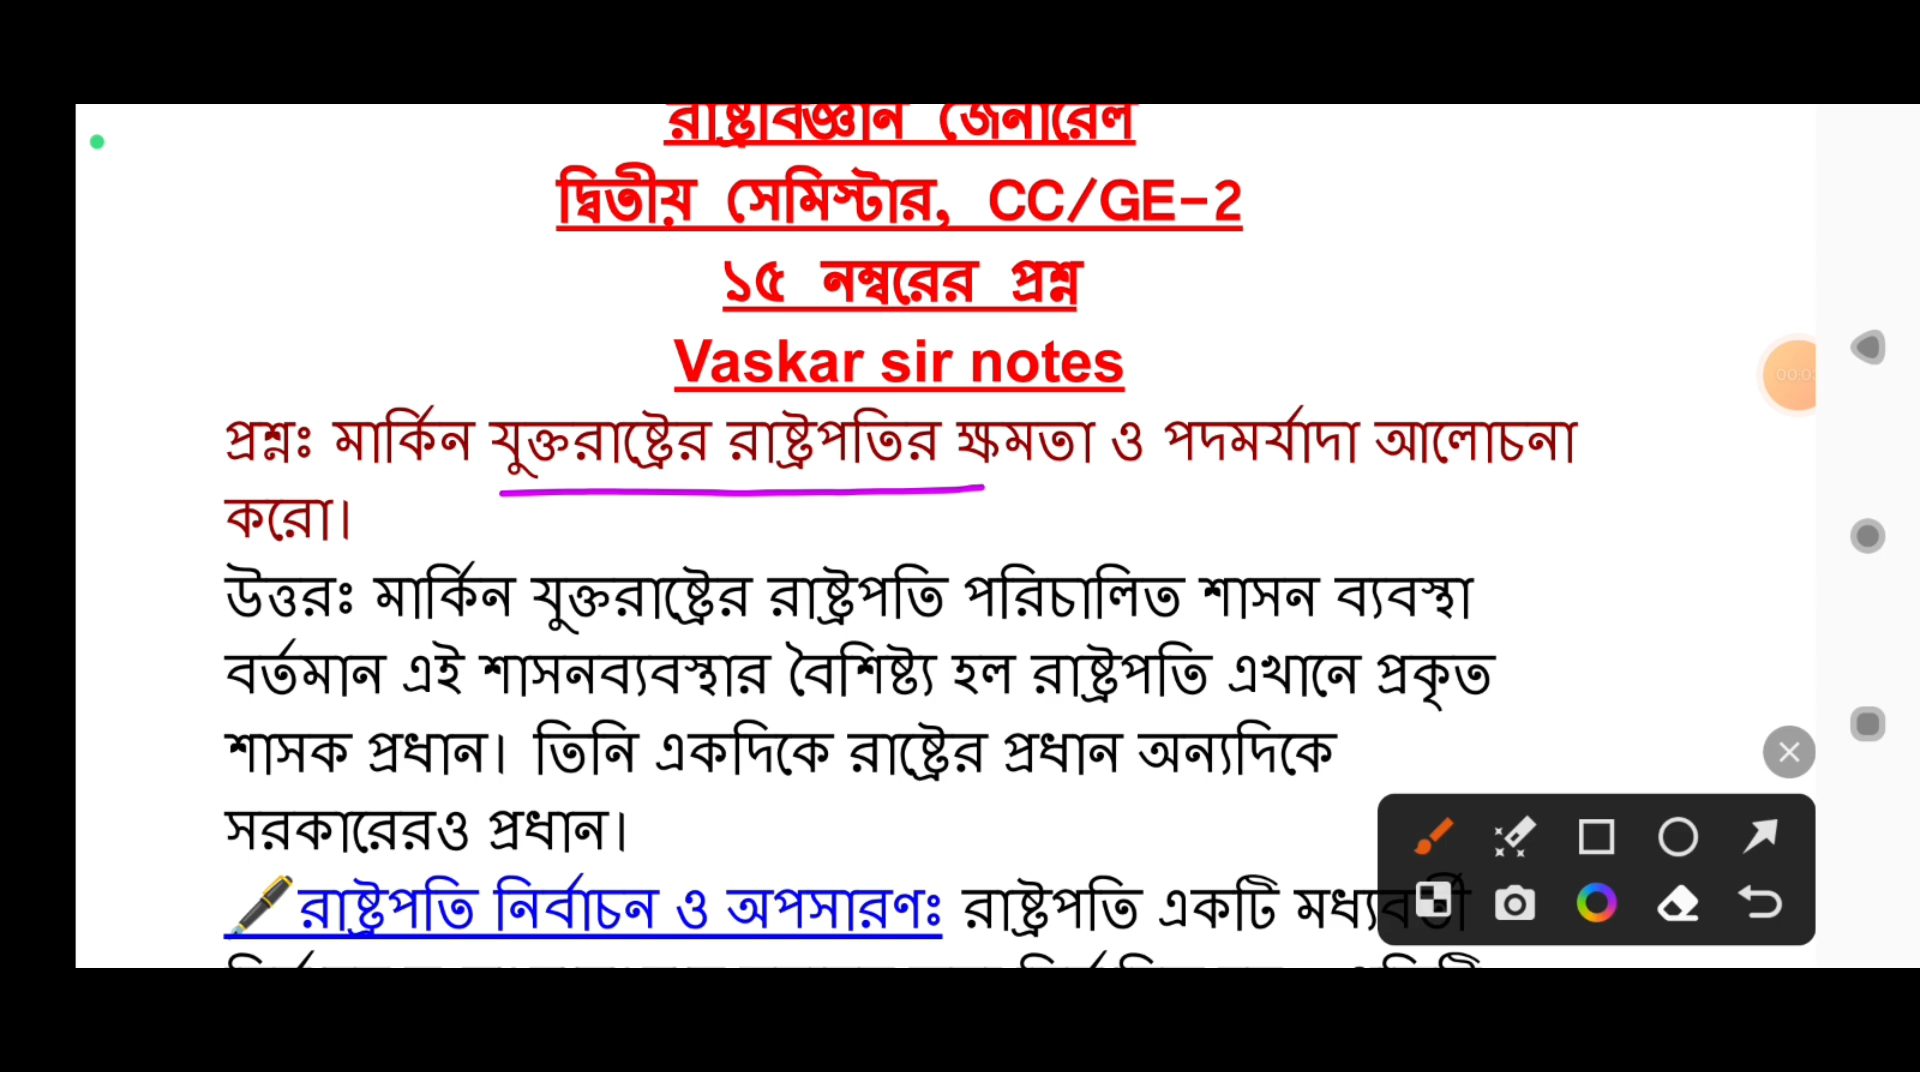 রাষ্ট্রবিজ্ঞান জেনারেল
দ্বিতীয় সেমিস্টার, CC/GE-2
১৫ নম্বরের প্রশ্ন
Vaskar sir notes
প্রশ্নঃ মার্কিন যুক্তরাষ্ট্রের রাষ্ট্রপতির ক্ষমতা ও পদমর্যাদা আলোচনা
করো।
উত্তরঃ মার্কিন যুক্তরাষ্ট্রের রাষ্ট্রপতি পরিচালিত শাসন ব্যবস্থা
বর্তমান এই শাসনব্যবস্থার বৈশিষ্ট্য হল রাষ্ট্রপতি এখানে প্রকৃত
শাসক প্রধান। তিনি একদিকে রাষ্ট্রের প্রধান অন্যদিকে
সরকারেরও প্রধান।
রাষ্ট্রপতি নির্বাচন ও অপসারণঃ রাষ্ট্রপতি একটি মধ্যবর্তী